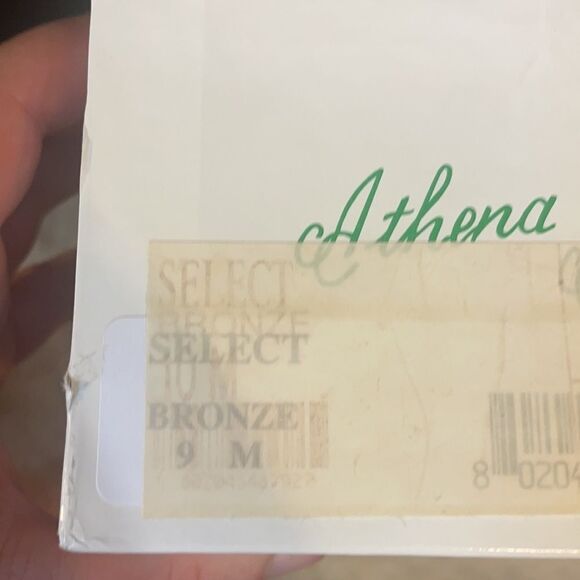 Athena
SELECT
BRONZE
SELECT
10
BRONZE
9 M
8 0204